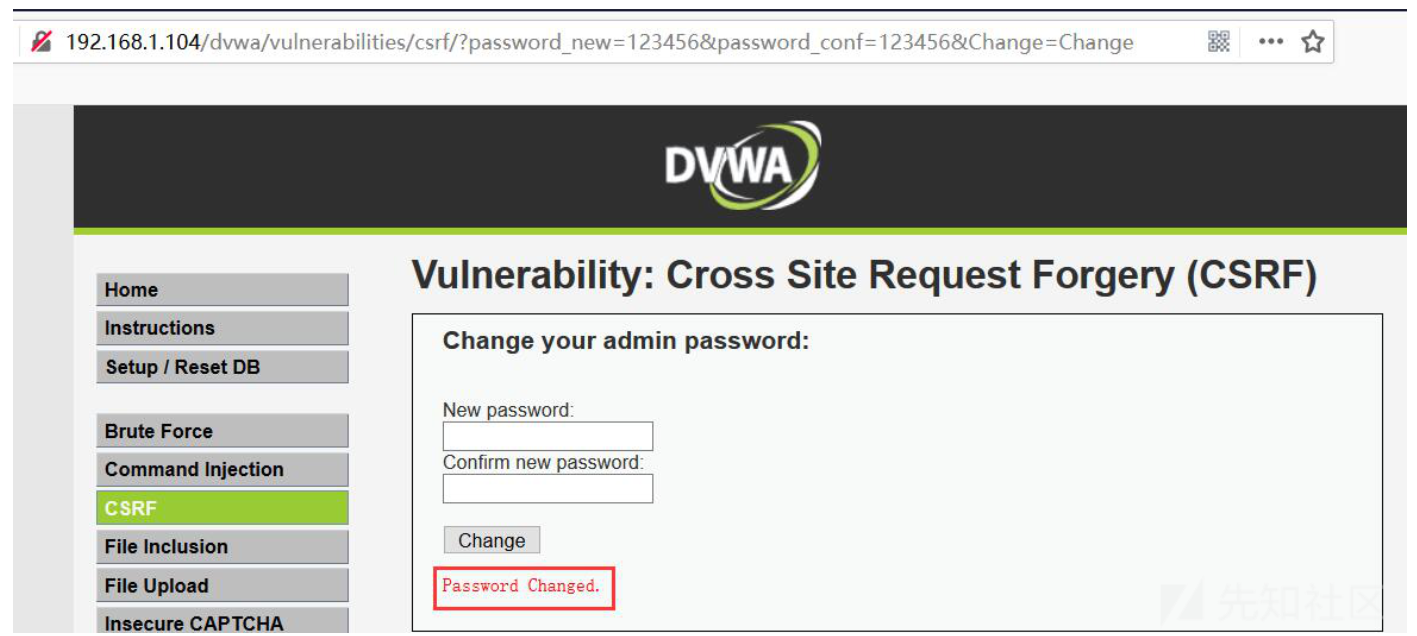 192.168.1.104/dvwa/vulnerabilities/csrf/?password_new=123456&password_conf=123456&Change=Change
DVWA
Vulnerability: Cross Site Request Forgery (CSRF)
Home
Instructions
Setup / Reset DB
Brute Force
Command Injection
CSRF
File Inclusion
File Upload
Insecure CAPTCHA
Change your admin password:
New password:
Confirm new password:
Change
Password Changed.
先知社区